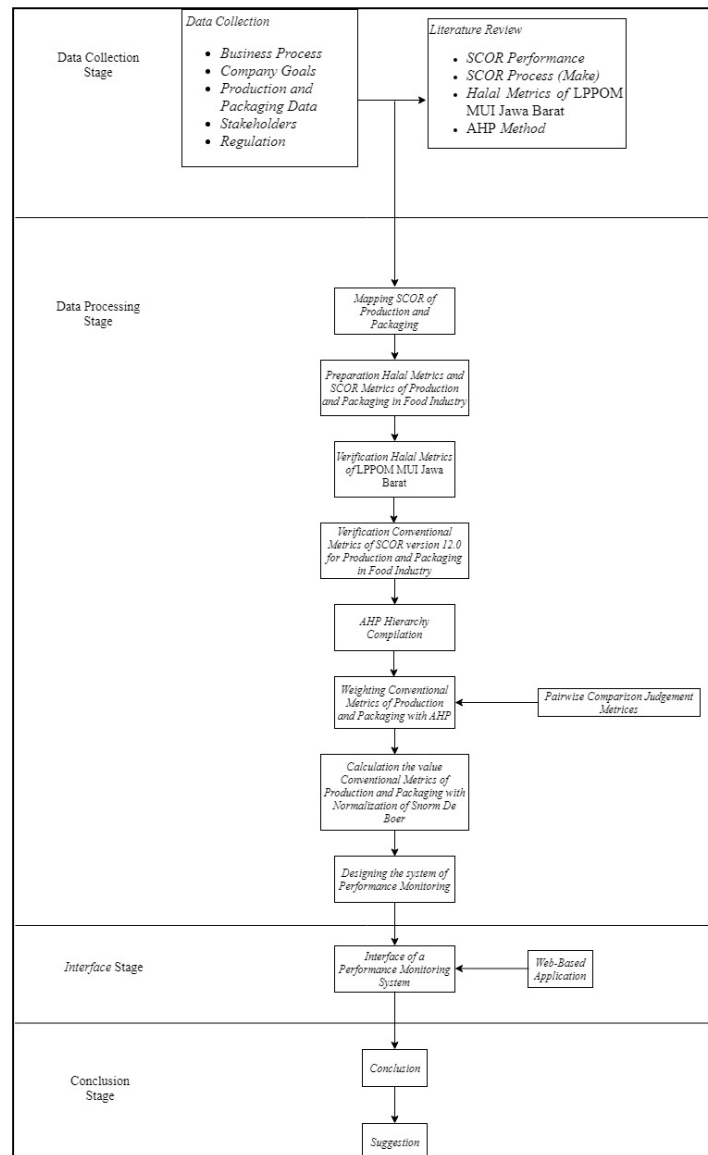 Data Collection
Stage
Data Collection
• Business Process
• Company Goals
• Production and
Packaging Data
• Stakeholders
• Regulation
Literature Review
• SCOR Performance
• SCOR Process (Make)
• Halal Metrics of LPPOM
MUI Jawa Barat
• AHP Method
Data Processing
Stage
Mapping SCOR of
Production and
Packaging
Preparation Halal Metrics and
SCOR Metrics of Production
and Packaging in Food Industry
Verification Halal Metrics
of LPPOM MUI Jawa
Barat
Verification Conventional
Metrics of SCOR version 12.0
for Production and Packaging
in Food Industry
AHP Hierarchy
Compilation
Weighting Conventional
Metrics of Production
and Packaging with AHP
Pairwise Comparison Judgement
Metrices
Calculation the value
Conventional Metrics of
Production and Packaging with
Normalization of Snorm De
Boer
Designing the system of
Performance Monitoring
Interface Stage
Interface of a
Performance Monitoring
System
Web-Based
Application
Conclusion
Stage
Conclusion
Suggestion